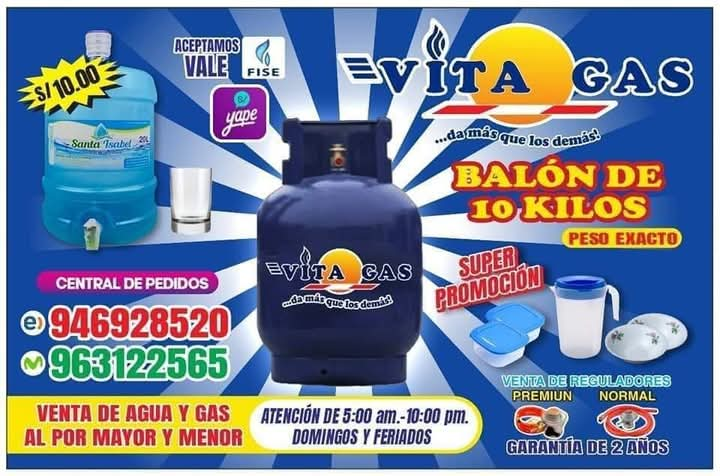 S/ 10.00
Santa Isabel
20L
ACEPTAMOS
VALE
FISE
S/
yape
VITA GAS
...da más que los demás!
BALÓN DE
10 KILOS
PESO EXACTO
VITA GAS
...da más que los demás!
SUPER
PROMOCIÓN
CENTRAL DE PEDIDOS
946928520
963122565
VENTA DE AGUA Y GAS
AL POR MAYOR Y MENOR
ATENCIÓN DE 5:00 am.-10:00 pm.
DOMINGOS Y FERIADOS
VENTA DE REGULADORES
PREMIUN NORMAL
GARANTÍA DE 2 AÑOS